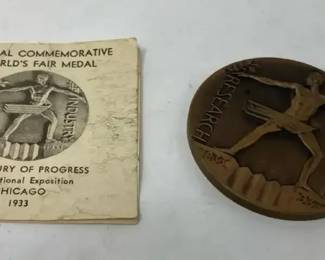 AL COMMEMORATIVE
RLD'S FAIR MEDAL
INDUSTRY
URY OF PROGRESS
tional Exposition
CHICAGO
1933
RESEARCH